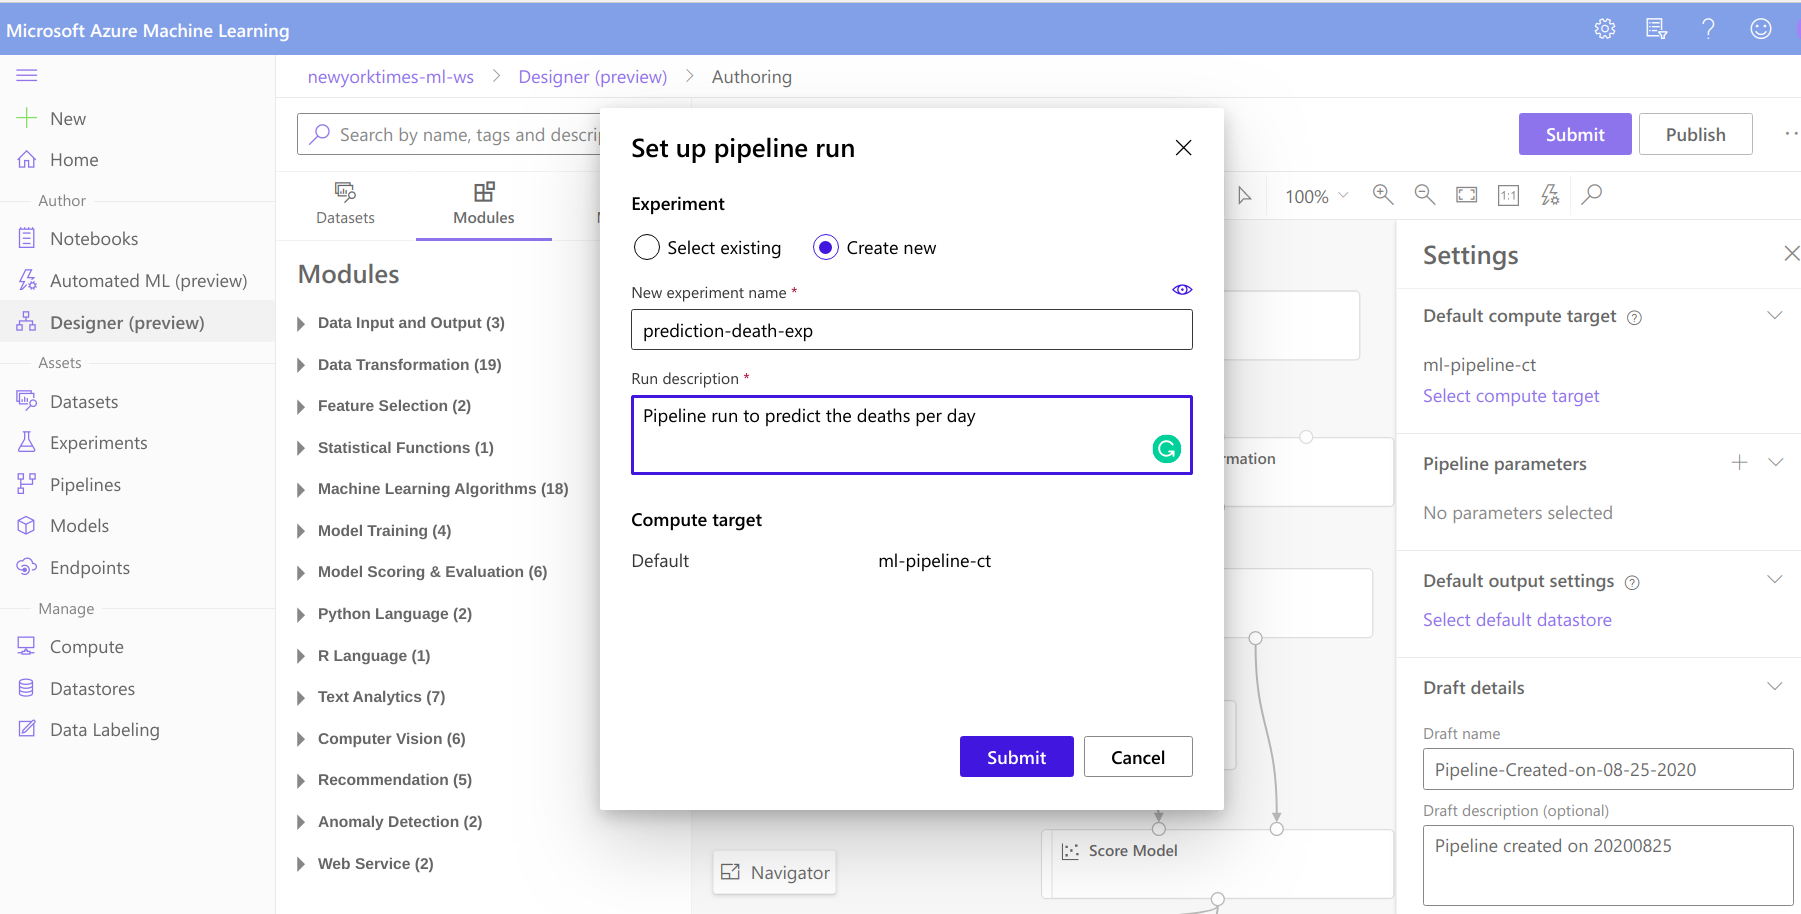 Microsoft Azure Machine Learning
newyorktimes-ml-ws > Designer (preview) > Authoring
New
Home
Author
Notebooks
Automated ML (preview)
Designer (preview)
Assets
Datasets
Experiments
Pipelines
Models
Endpoints
Manage
Compute
Datastores
Data Labeling
Search by name, tags and descrip
Datasets
Modules
Modules
Data Input and Output (3)
Data Transformation (19)
Feature Selection (2)
Statistical Functions (1)
Machine Learning Algorithms (18)
Model Training (4)
Model Scoring & Evaluation (6)
Python Language (2)
R Language (1)
Text Analytics (7)
Computer Vision (6)
Recommendation (5)
Anomaly Detection (2)
Web Service (2)
Set up pipeline run
Experiment
Select existing
Create new
New experiment name *
prediction-death-exp
Run description *
Pipeline run to predict the deaths per day
Compute target
Default ml-pipeline-ct
Submit
Cancel
Submit
Publish
100%
1:1
rmation
Score Model
Navigator
Settings
Default compute target
ml-pipeline-ct
Select compute target
Pipeline parameters
No parameters selected
Default output settings
Select default datastore
Draft details
Draft name
Pipeline-Created-on-08-25-2020
Draft description (optional)
Pipeline created on 20200825